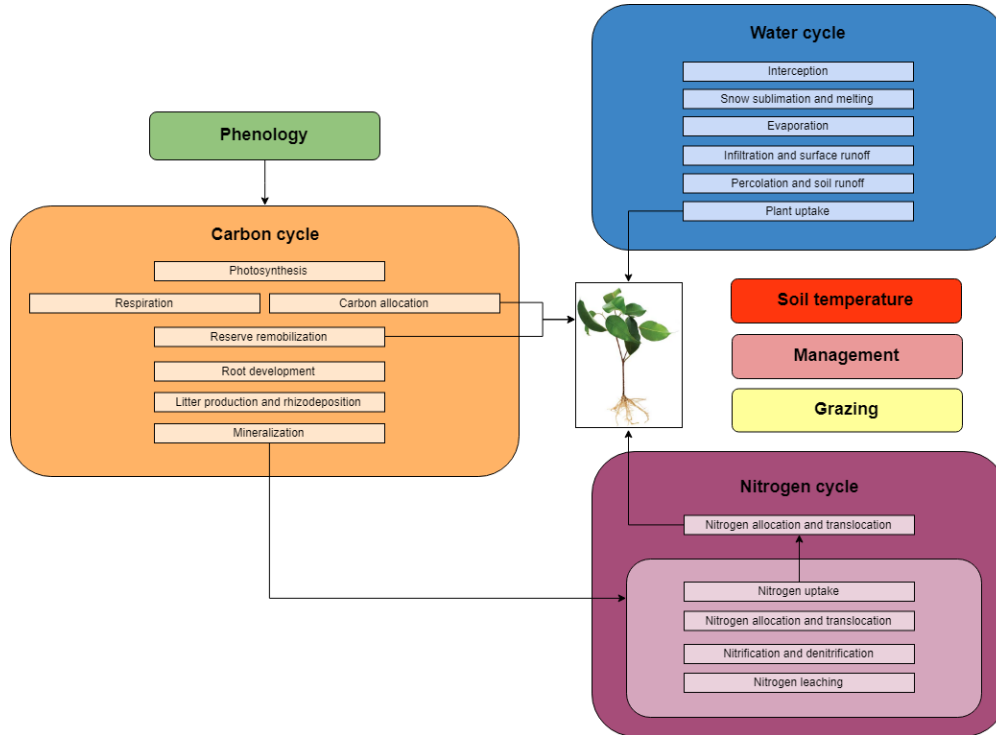 Water cycle
Interception
Snow sublimation and melting
Evaporation
Infiltration and surface runoff
Percolation and soil runoff
Plant uptake
Phenology
Carbon cycle
Photosynthesis
Respiration
Carbon allocation
Reserve remobilization
Root development
Litter production and rhizodeposition
Mineralization
Soil temperature
Management
Grazing
Nitrogen cycle
Nitrogen allocation and translocation
Nitrogen uptake
Nitrogen allocation and translocation
Nitrification and denitrification
Nitrogen leaching